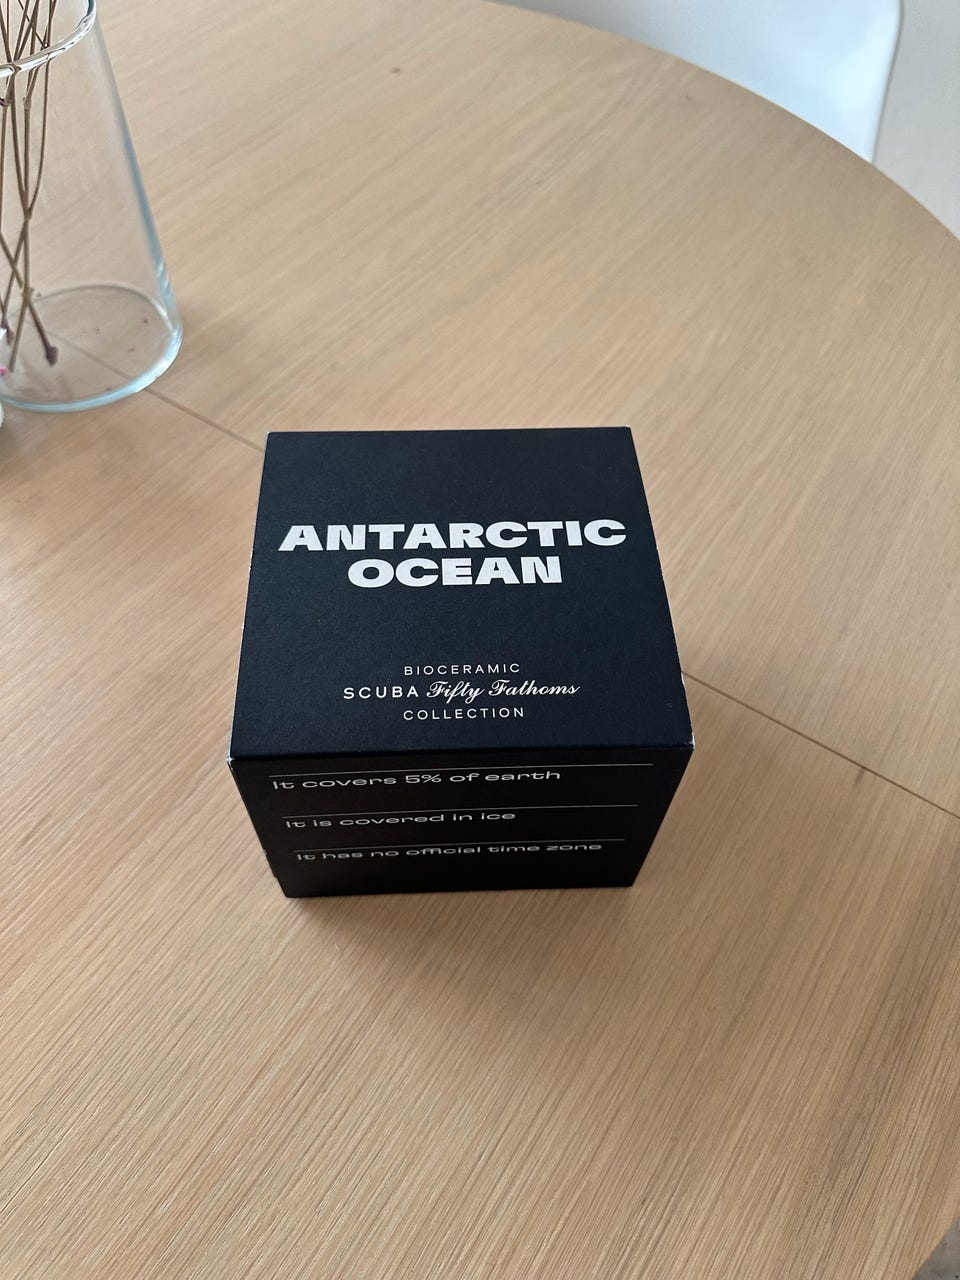 ANTARCTIC
OCEAN
BIOCERAMIC
SCUBA Fifty Fathoms
COLLECTION
It covers 5% of earth
It is covered in ice
It has no official time zone